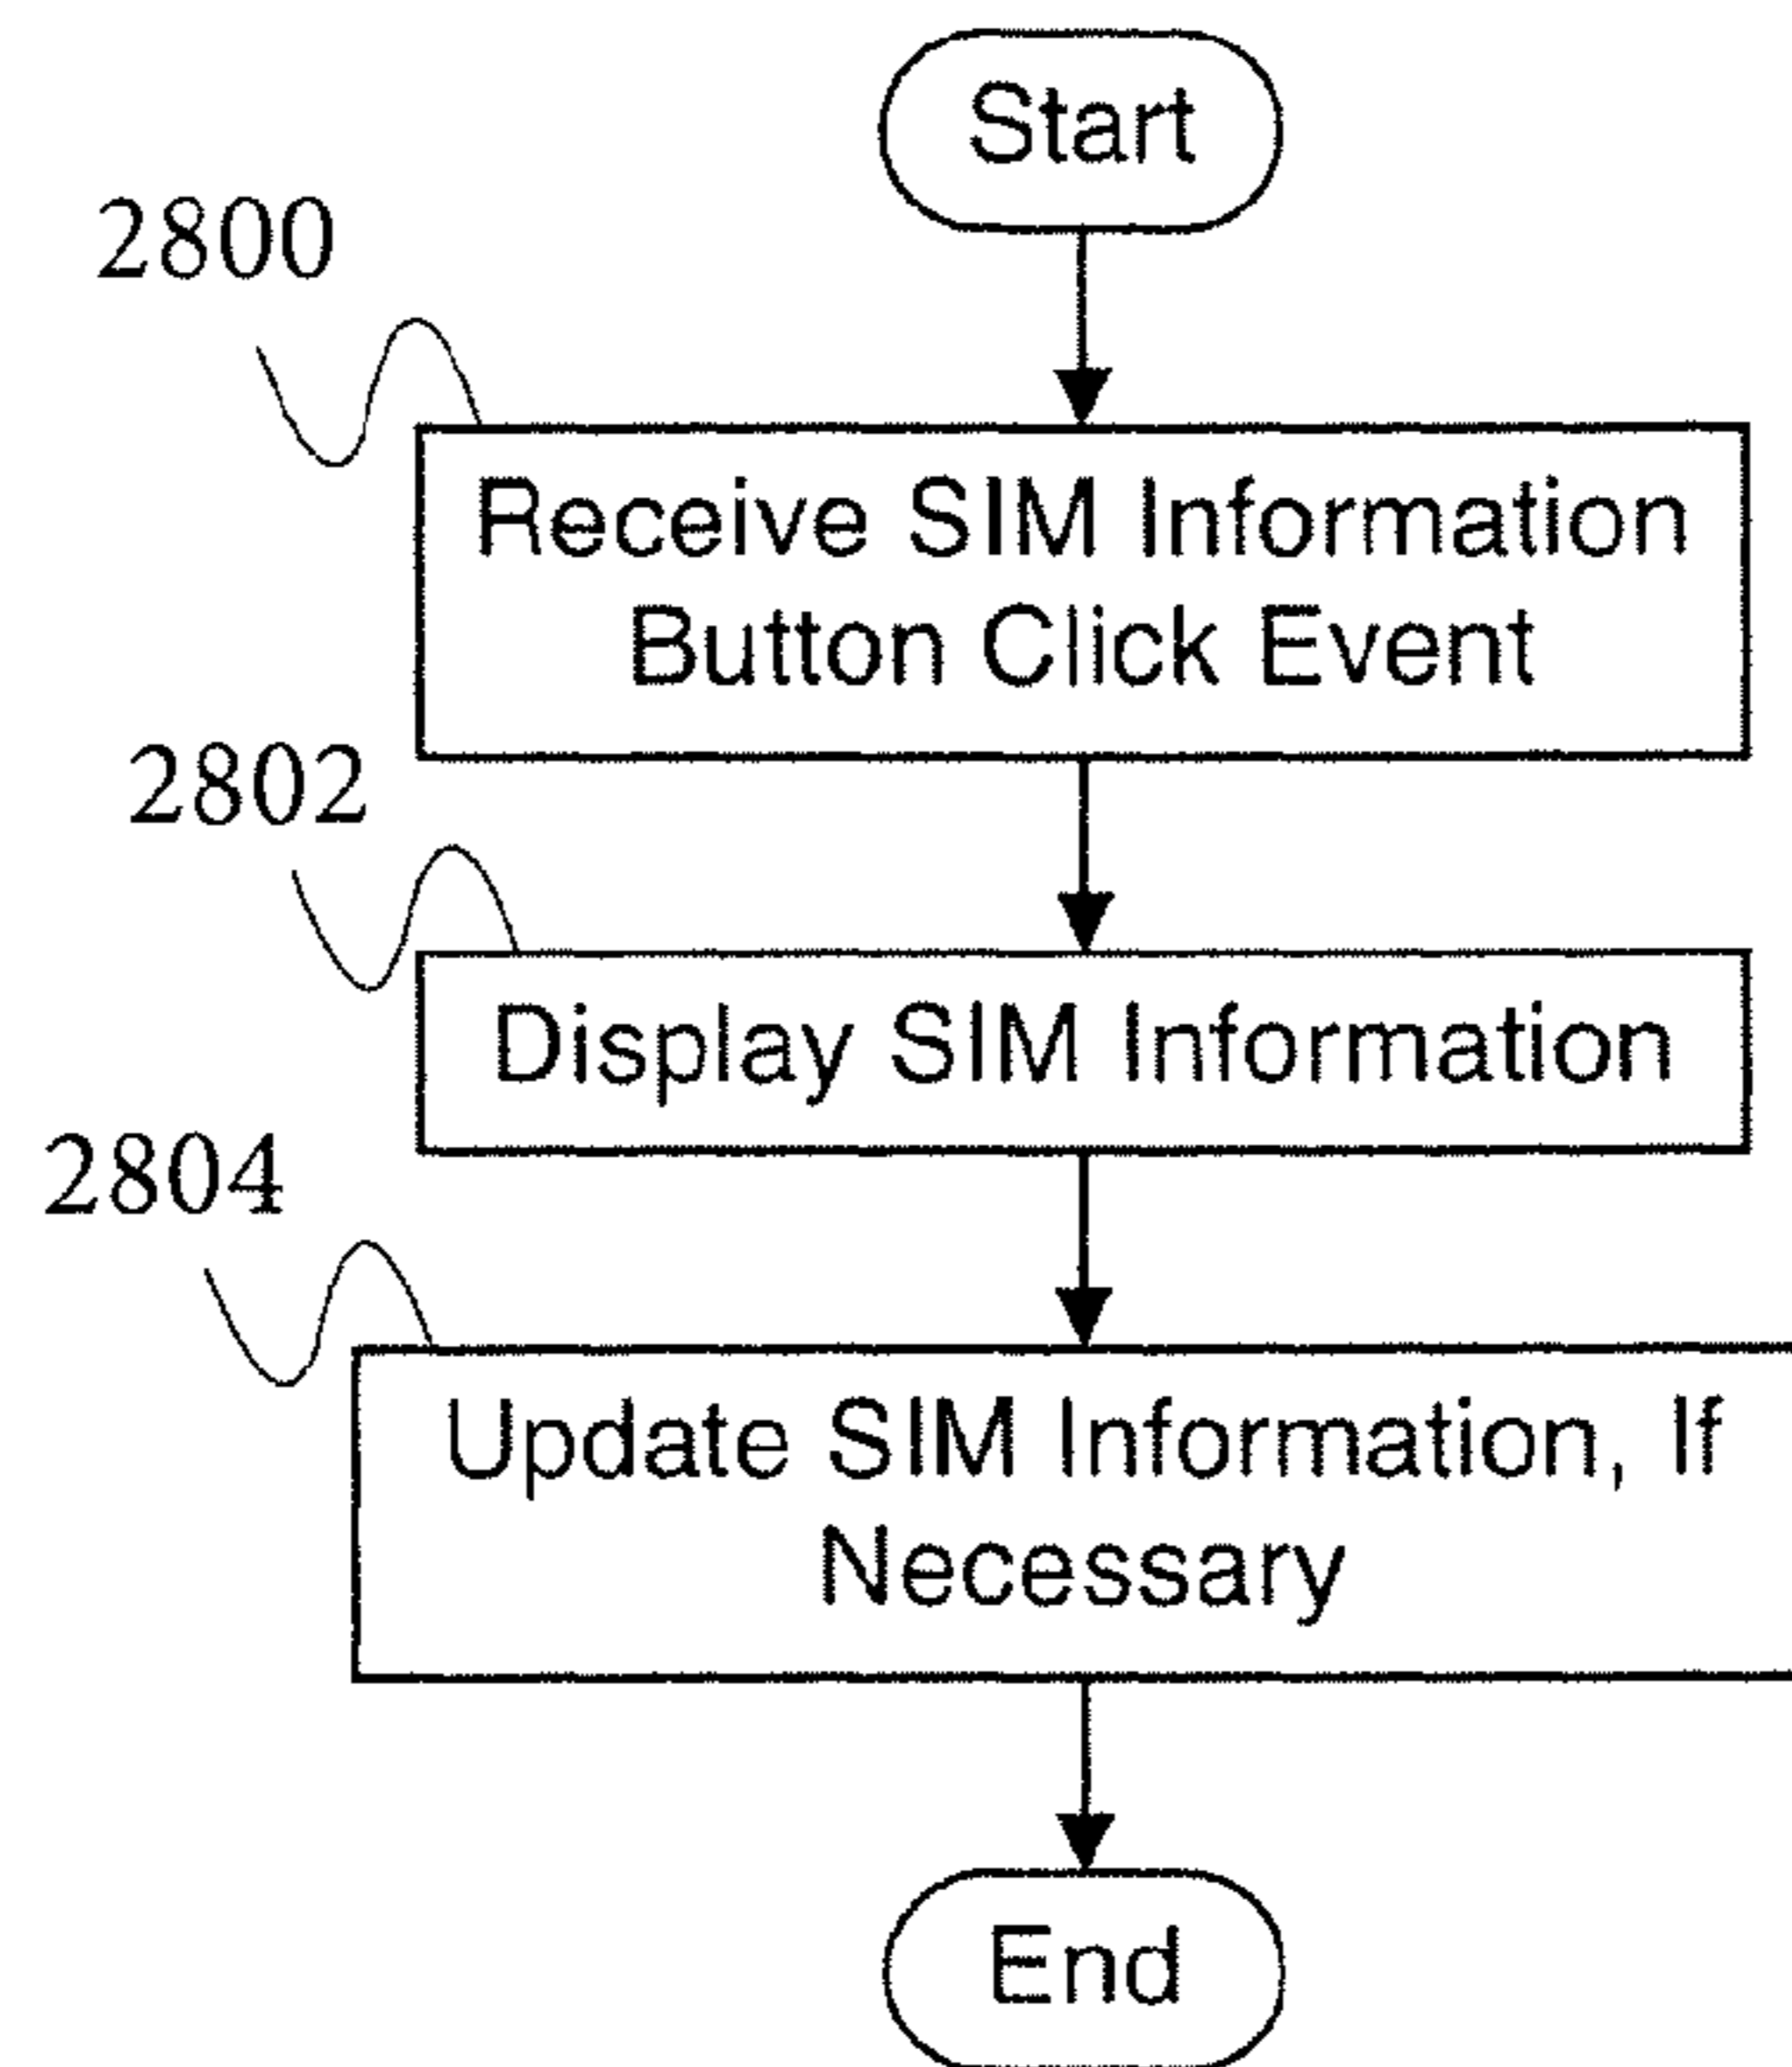 Start
2800
Receive SIM Information
Button Click Event
2802
Display SIM Information
2804
Update SIM Information, If
Necessary
End